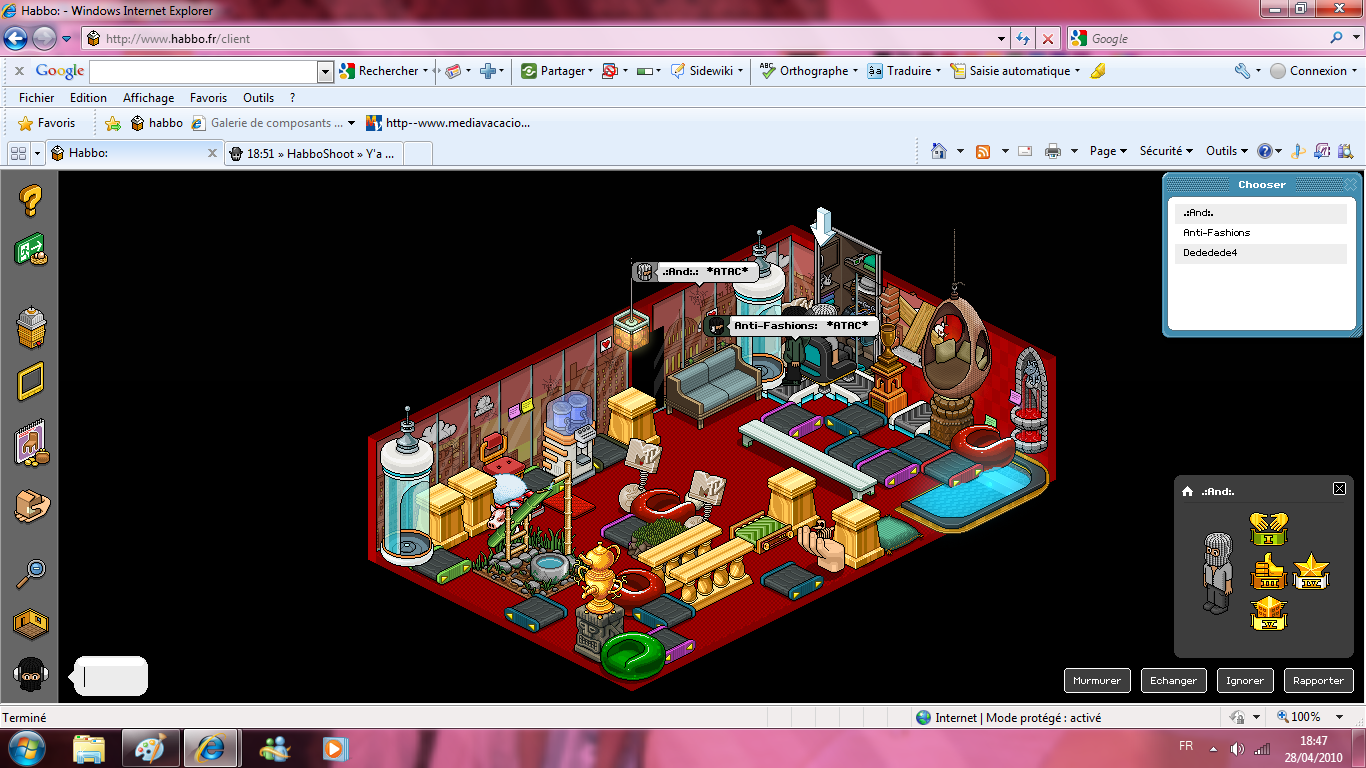 Habbo: - Windows Internet Explorer
http://www.habbo.fr/client
Google
Google
Rechercher
Partager
Sidewiki
Orthographe
Traduire
Saisie automatique
Connexion
Fichier Edition Affichage Favoris Outils ?
Favoris
habbo
Galerie de composants ...
http--www.mediavacacio...
Habbo:
18:51 » HabboShoot » Y'a ...
Page
Sécurité
Outils
Chooser
.:And:.
Anti-Fashions
Dededede4
.:And:.: *ATAC*
Anti-Fashions: *ATAC*
.:And:.
I
III
IV
V
Murmurer
Echanger
Ignorer
Rapporter
Terminé
Internet | Mode protégé : activé
100%
FR
18:47
28/04/2010